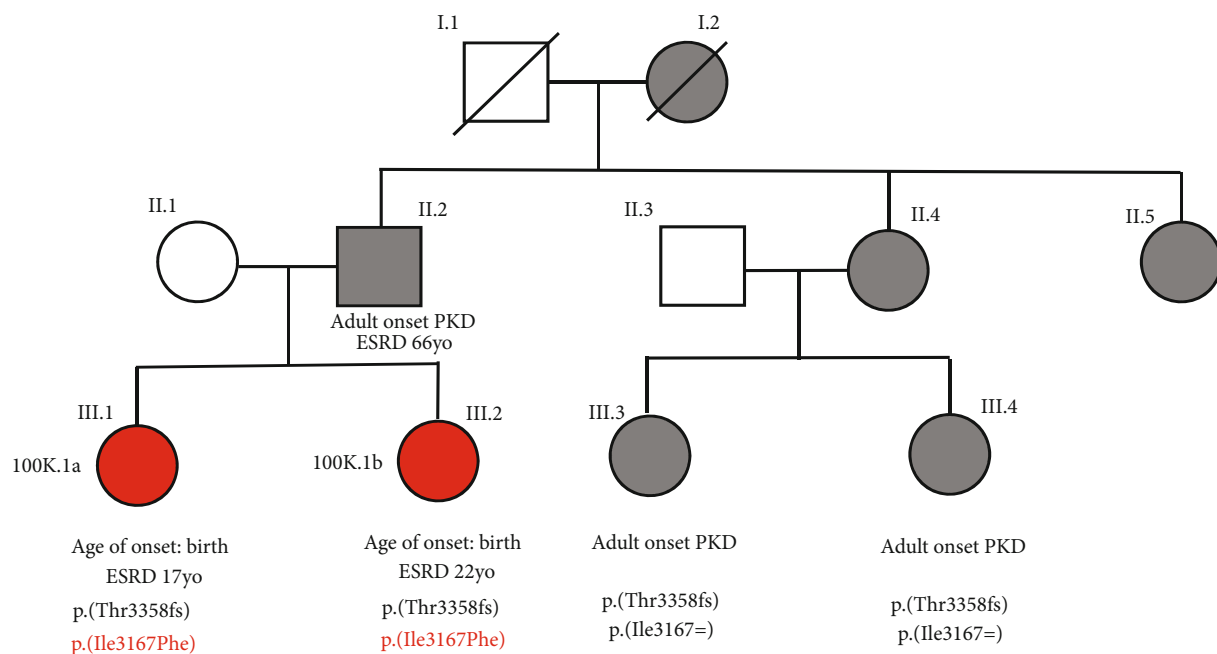 I.1
I.2
II.1
II.2
II.3
II.4
II.5
Adult onset PKD
ESRD 66yo
III.1
III.2
III.3
III.4
100K.1a
100K.1b
Age of onset: birth
ESRD 17yo
p.(Thr3358fs)
p.(Ile3167Phe)
Age of onset: birth
ESRD 22yo
p.(Thr3358fs)
p.(Ile3167Phe)
Adult onset PKD
p.(Thr3358fs)
p.(Ile3167=)
Adult onset PKD
p.(Thr3358fs)
p.(Ile3167=)